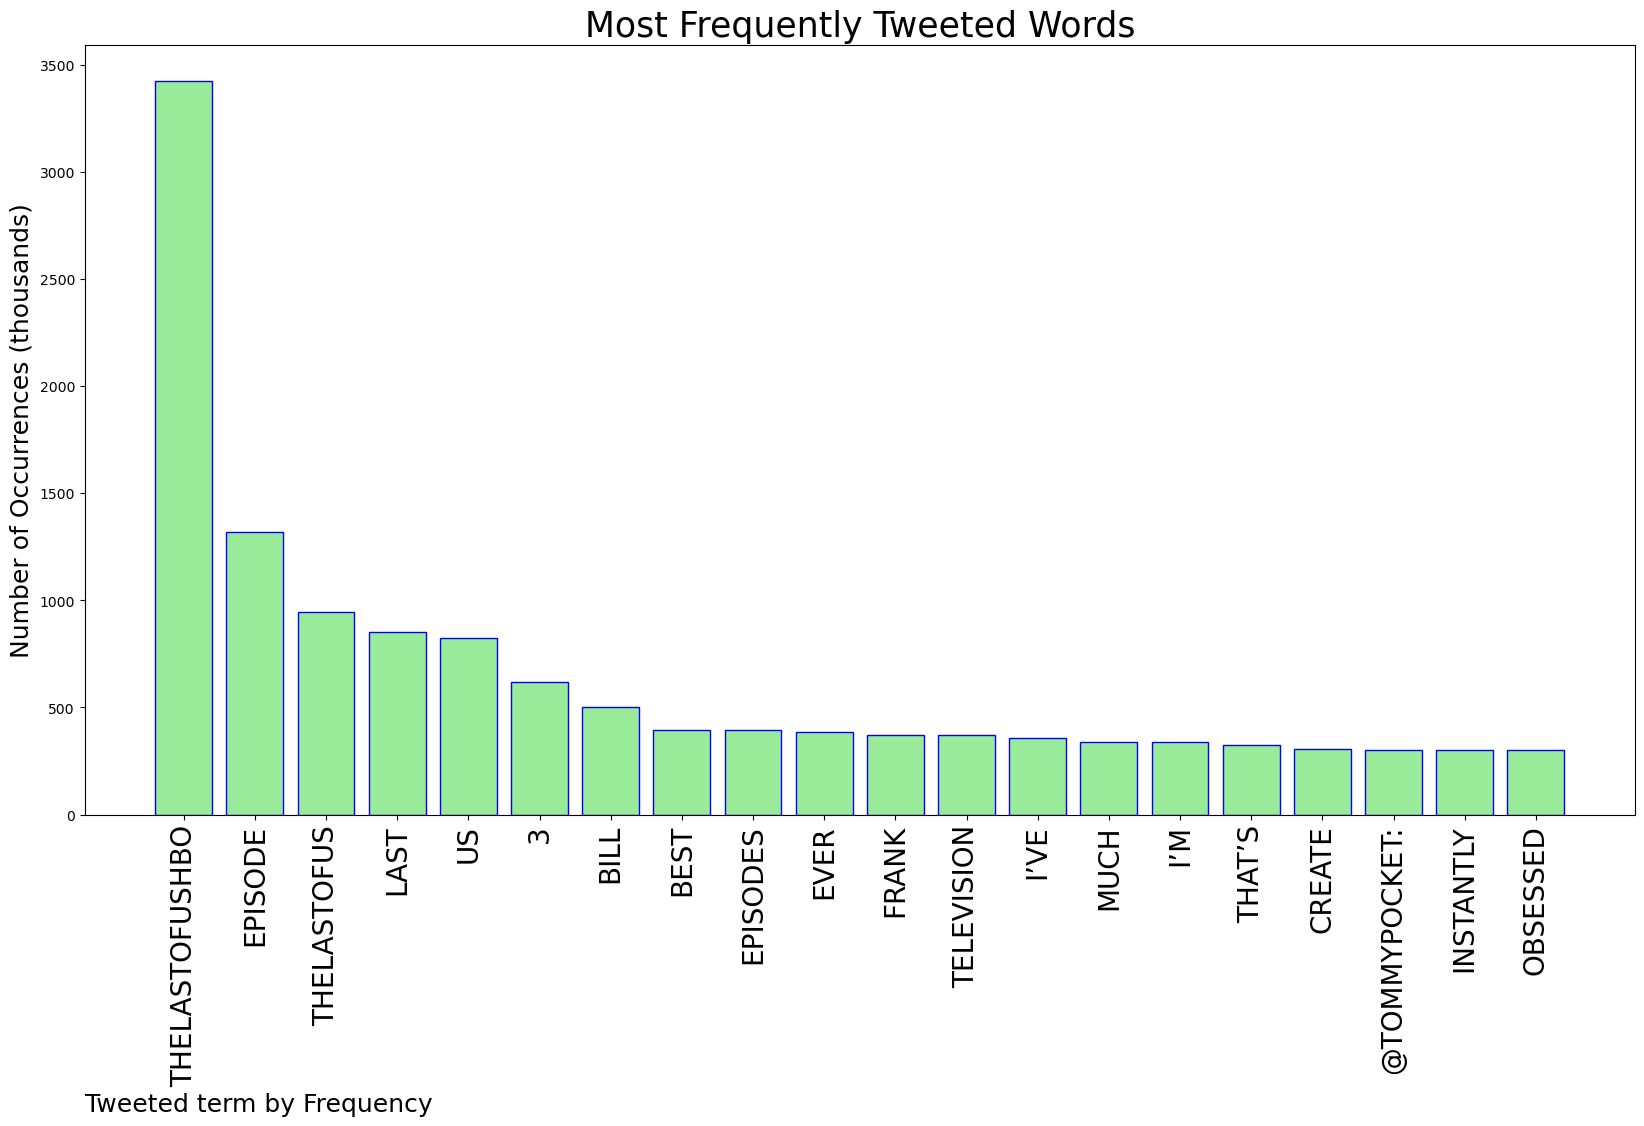 Most Frequently Tweeted Words
Number of Occurrences (thousands)
3500
3000
2500
2000
1500
1000
500
0
THELASTOFUSHBO
EPISODE
THELASTOFUS
LAST
US
3
BILL
BEST
EPISODES
EVER
FRANK
TELEVISION
I’VE
MUCH
I’M
THAT’S
CREATE
@TOMMYPOCKET:
INSTANTLY
OBSESSED
Tweeted term by Frequency